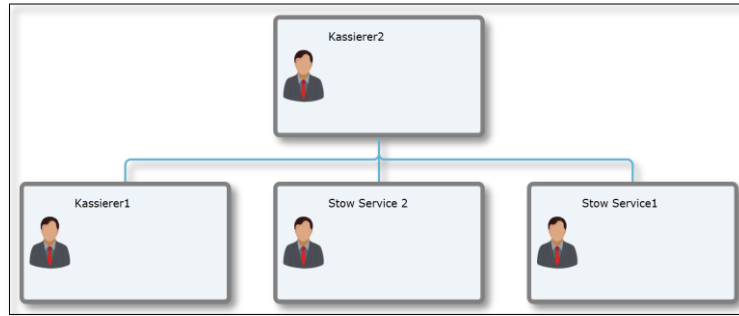 Kassierer2
Kassierer1
Stow Service 2
Stow Service1